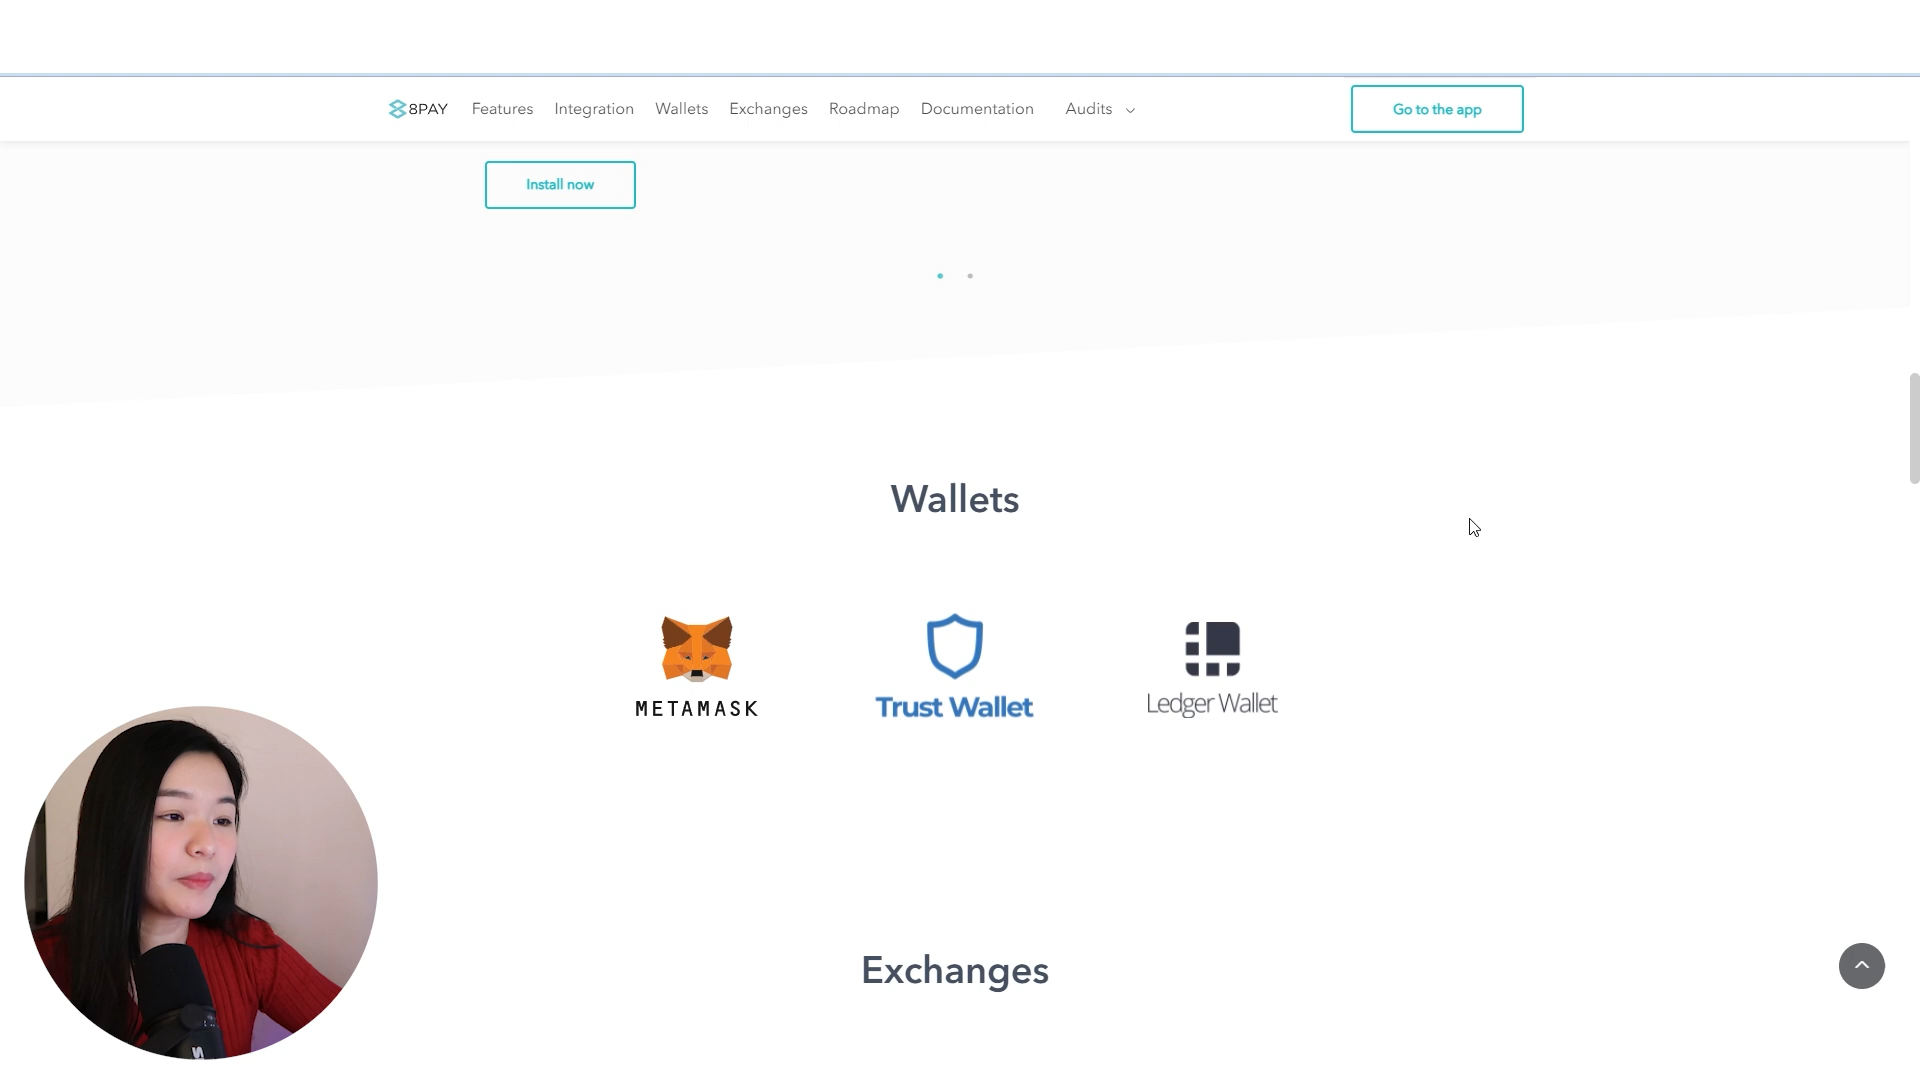 8PAY Features Integration Wallets Exchanges Roadmap Documentation Audits Go to the app
Install now
Wallets
METAMASK Trust Wallet Ledger Wallet
Exchanges